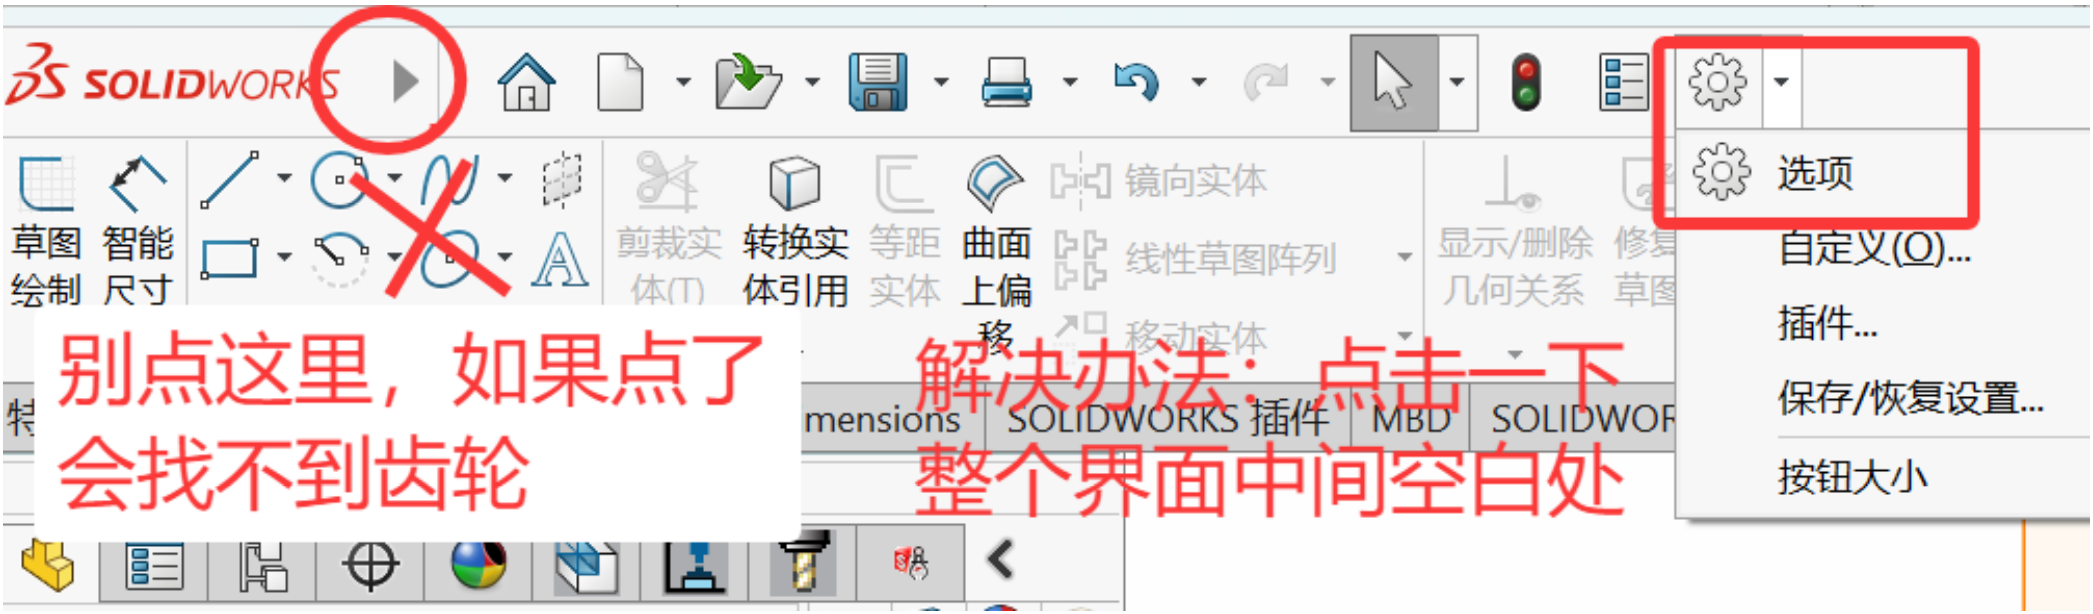 SOLIDWORKS
选项
草图 智能 剪裁实 转换实 等距 曲面 镜向实体
绘制 尺寸 体(T) 体引用 实体 上偏 线性草图阵列 显示/删除 修复
移 移动实体 几何关系 草图
自定义(O)...
插件...
保存/恢复设置...
按钮大小
别点这里，如果点了
会找不到齿轮
解决办法：点击一下
整个界面中间空白处
特 mensions SOLIDWORKS 插件 MBD SOLIDWOR